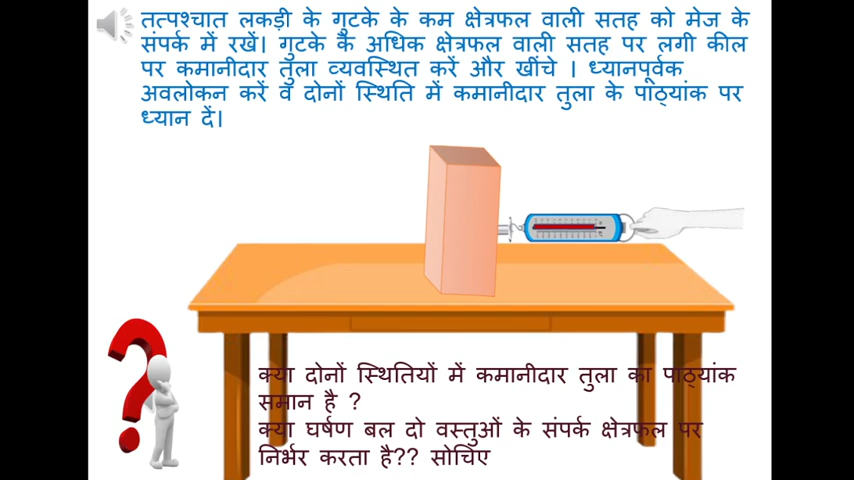 तत्पश्चात लकड़ी के गुटके के कम क्षेत्रफल वाली सतह को मेज के
संपर्क में रखें। गुटके के अधिक क्षेत्रफल वाली सतह पर लगी कील
पर कमानीदार तुला व्यवस्थित करें और खींचे । ध्यानपूर्वक
अवलोकन करें व दोनों स्थिति में कमानीदार तुला के पाठ्यांक पर
ध्यान दें।
क्या दोनों स्थितियों में कमानीदार तुला का पाठ्यांक
समान है ?
क्या घर्षण बल दो वस्तुओं के संपर्क क्षेत्रफल पर
निर्भर करता है?? सोचिए